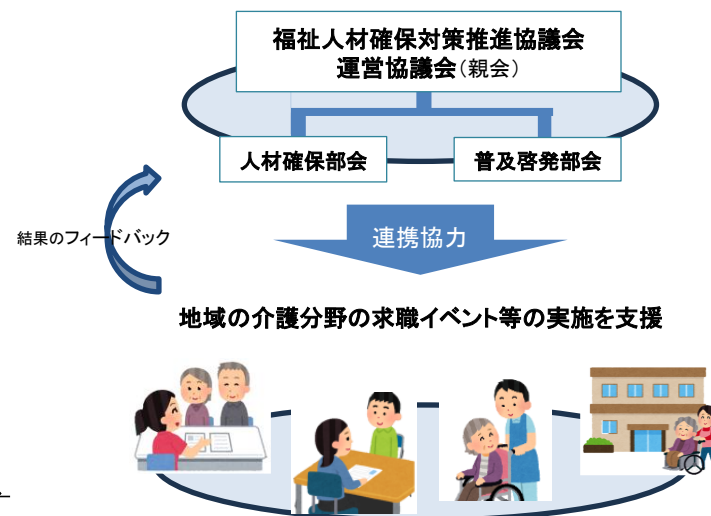 福祉人材確保対策推進協議会
運営協議会(親会)
人材確保部会
普及啓発部会
連携協力
結果のフィードバック
地域の介護分野の求職イベント等の実施を支援